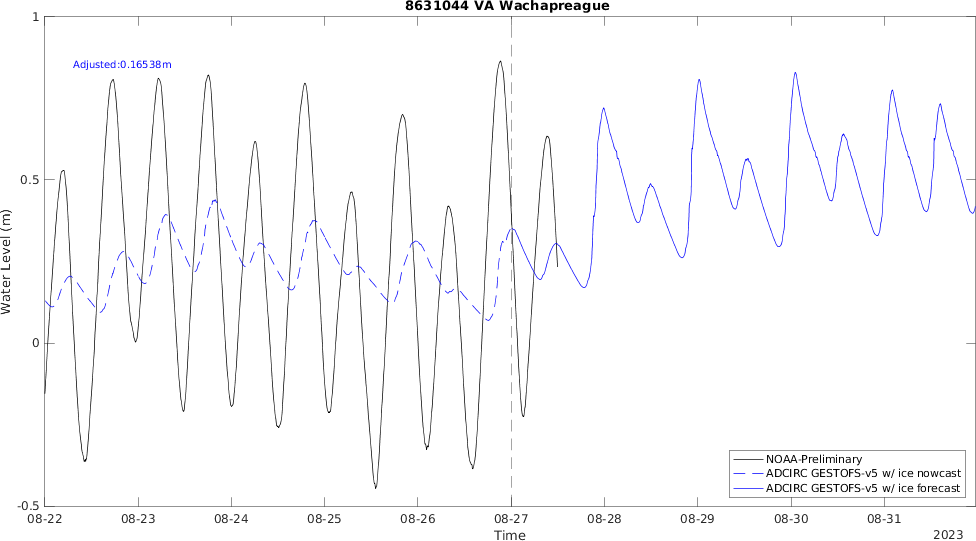 8631044 VA Wachapreague
Adjusted:0.16538m
1
0.5
0
-0.5
Water Level (m)
08-22 08-23 08-24 08-25 08-26 08-27 08-28 08-29 08-30 08-31
Time
2023
NOAA-Preliminary
ADCIRC GESTOFS-v5 w/ ice nowcast
ADCIRC GESTOFS-v5 w/ ice forecast